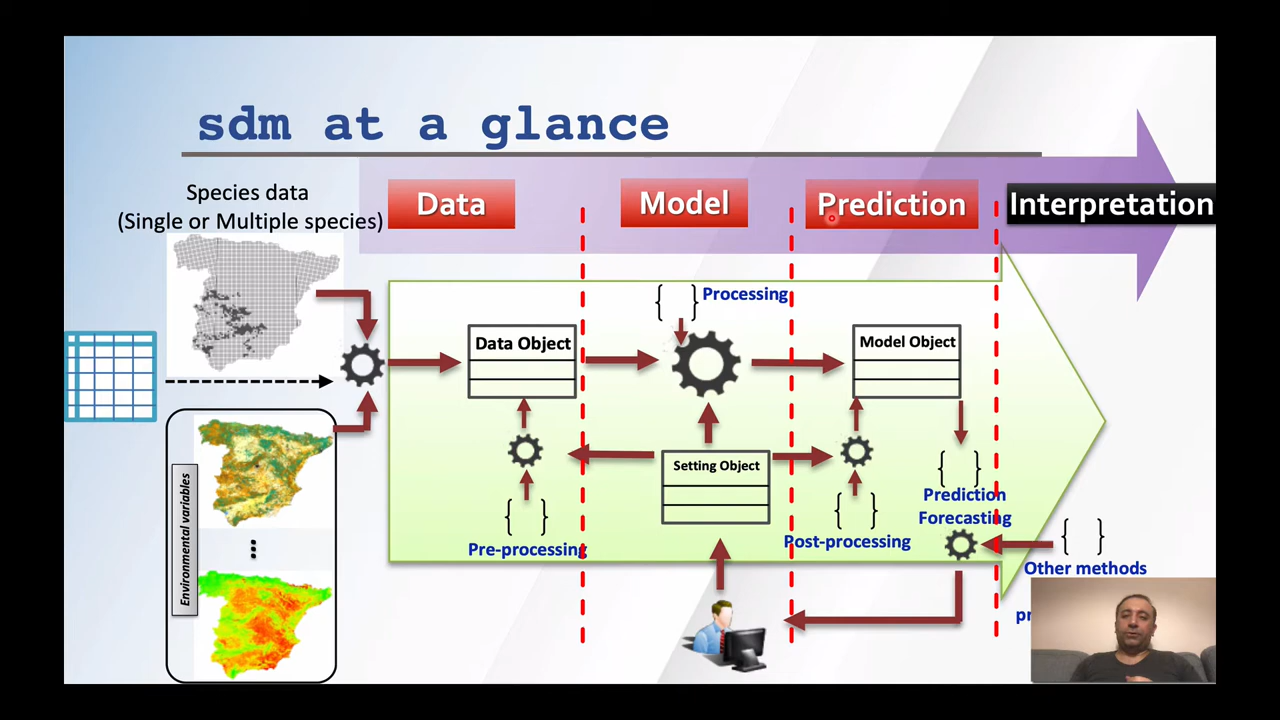 sdm at a glance
Species data
(Single or Multiple species)
Data
Model
Prediction
Interpretation
{ } Processing
Data Object
Model Object
Setting Object
{ }
Pre-processing
{ }
Post-processing
{ }
Prediction
Forecasting
{ }
Other methods
Environmental variables
...